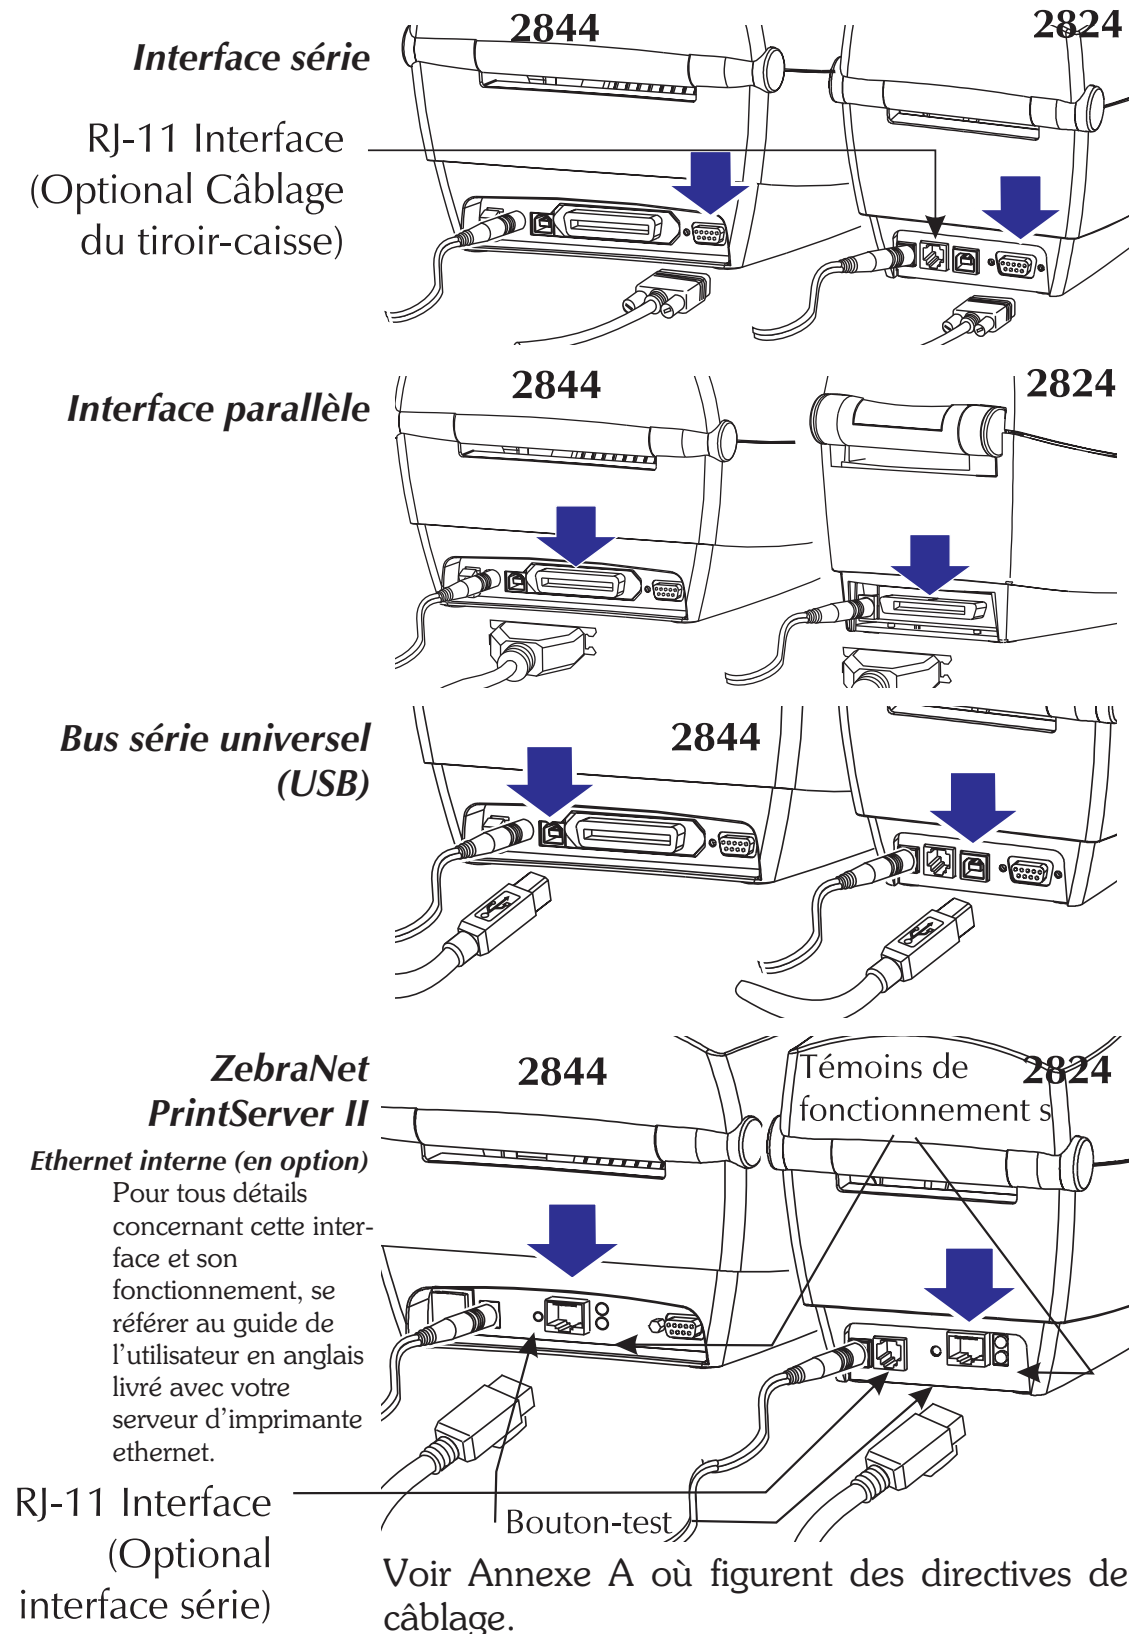 2844
2824
Interface série
RJ-11 Interface
(Optional Câblage
du tiroir-caisse)
2844
2824
Interface parallèle
Bus série universel
(USB)
2844
ZebraNet
PrintServer II
2844
Témoins de
fonctionnement s
2824
Ethernet interne (en option)
Pour tous détails
concernant cette inter-
face et son
fonctionnement, se
référer au guide de
l'utilisateur en anglais
livré avec votre
serveur d'imprimante
ethernet.
RJ-11 Interface
(Optional
interface série)
Bouton-test
Voir Annexe A où figurent des directives de
câblage.